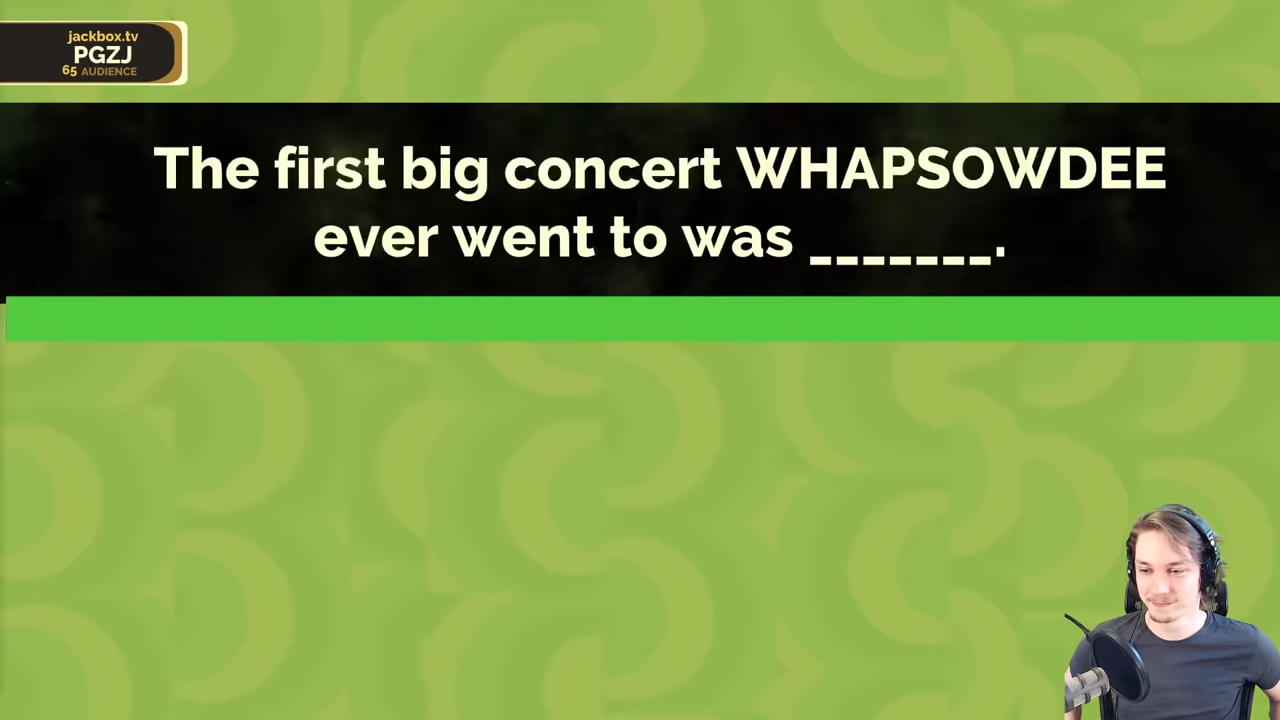 jackbox.tv
PGZJ
65 AUDIENCE
The first big concert WHAPSOWDEE
ever went to was _______.